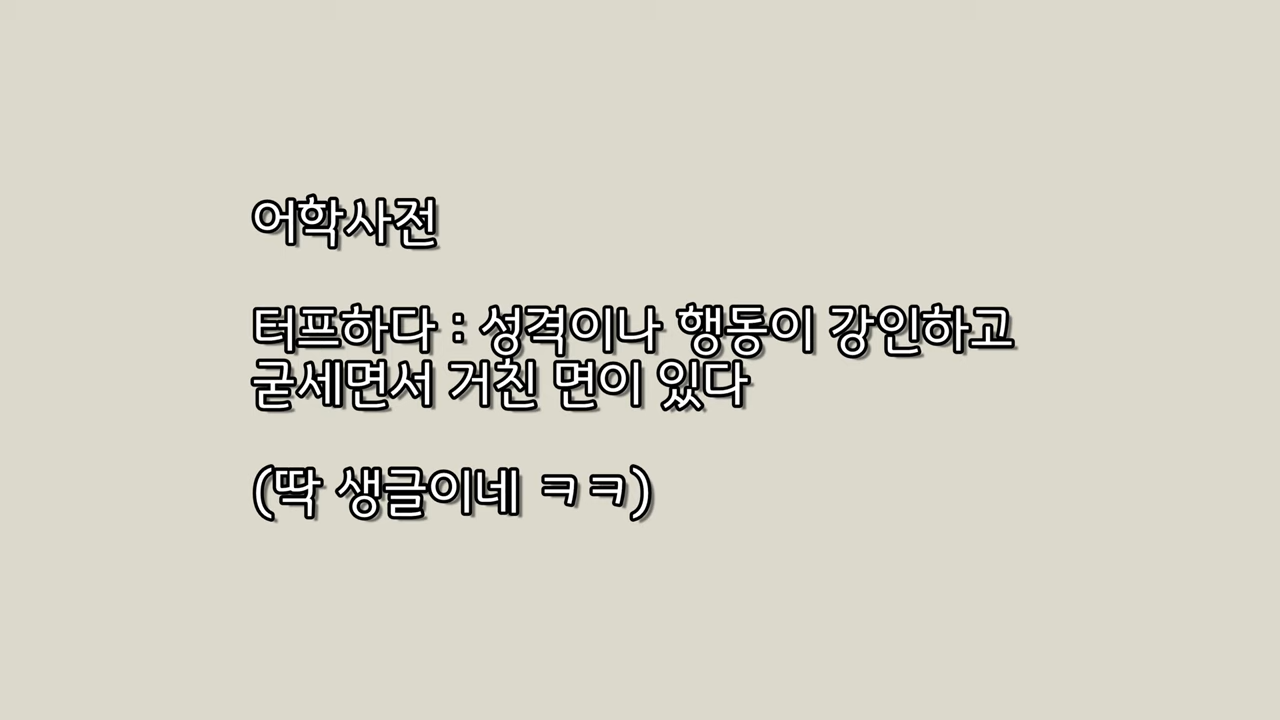 어학사전
터프하다 : 성격이나 행동이 강인하고
굳세면서 거친 면이 있다
(딱 생글이네 ㅋㅋ)